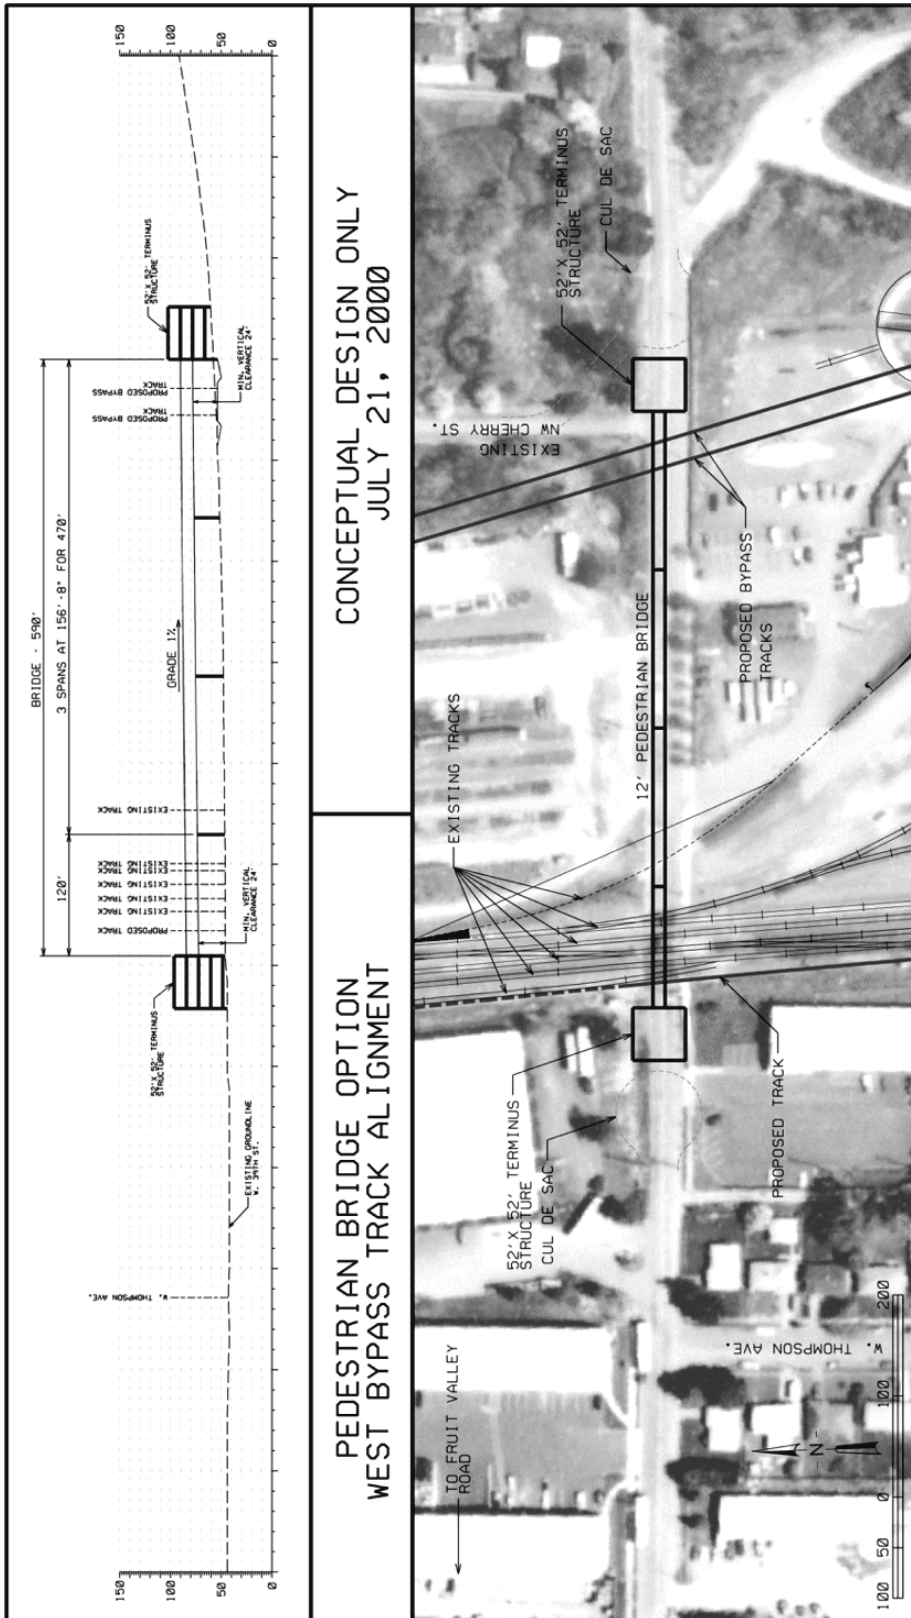 150
100
50
0
BRIDGE - 590'
120'
3 SPANS AT 156'-8" FOR 470'
GRADE 1%
52'X 52' TERMINUS
STRUCTURE
52'X 52' TERMINUS
STRUCTURE
W. THOMPSON AVE.
EXISTING GROUNDLINE
W. 39TH ST.
PROPOSED TRACK
EXISTING TRACK
EXISTING TRACK
EXISTING TRACK
EXISTING TRACK
EXISTING TRACK
EXISTING TRACK
PROPOSED BYPASS
TRACK
PROPOSED BYPASS
TRACK
MIN. VERTICAL
CLEARANCE 24'
MIN. VERTICAL
CLEARANCE 24'
150
100
50
0
PEDESTRIAN BRIDGE OPTION
WEST BYPASS TRACK ALIGNMENT
CONCEPTUAL DESIGN ONLY
JULY 21, 2000
TO FRUIT VALLEY
ROAD
52'X 52' TERMINUS
STRUCTURE
CUL DE SAC
EXISTING TRACKS
12' PEDESTRIAN BRIDGE
EXISTING
NW CHERRY ST.
52'X 52' TERMINUS
STRUCTURE
CUL DE SAC
PROPOSED BYPASS
TRACKS
PROPOSED TRACK
W. THOMPSON AVE.
-N-
100 50 0 100 200